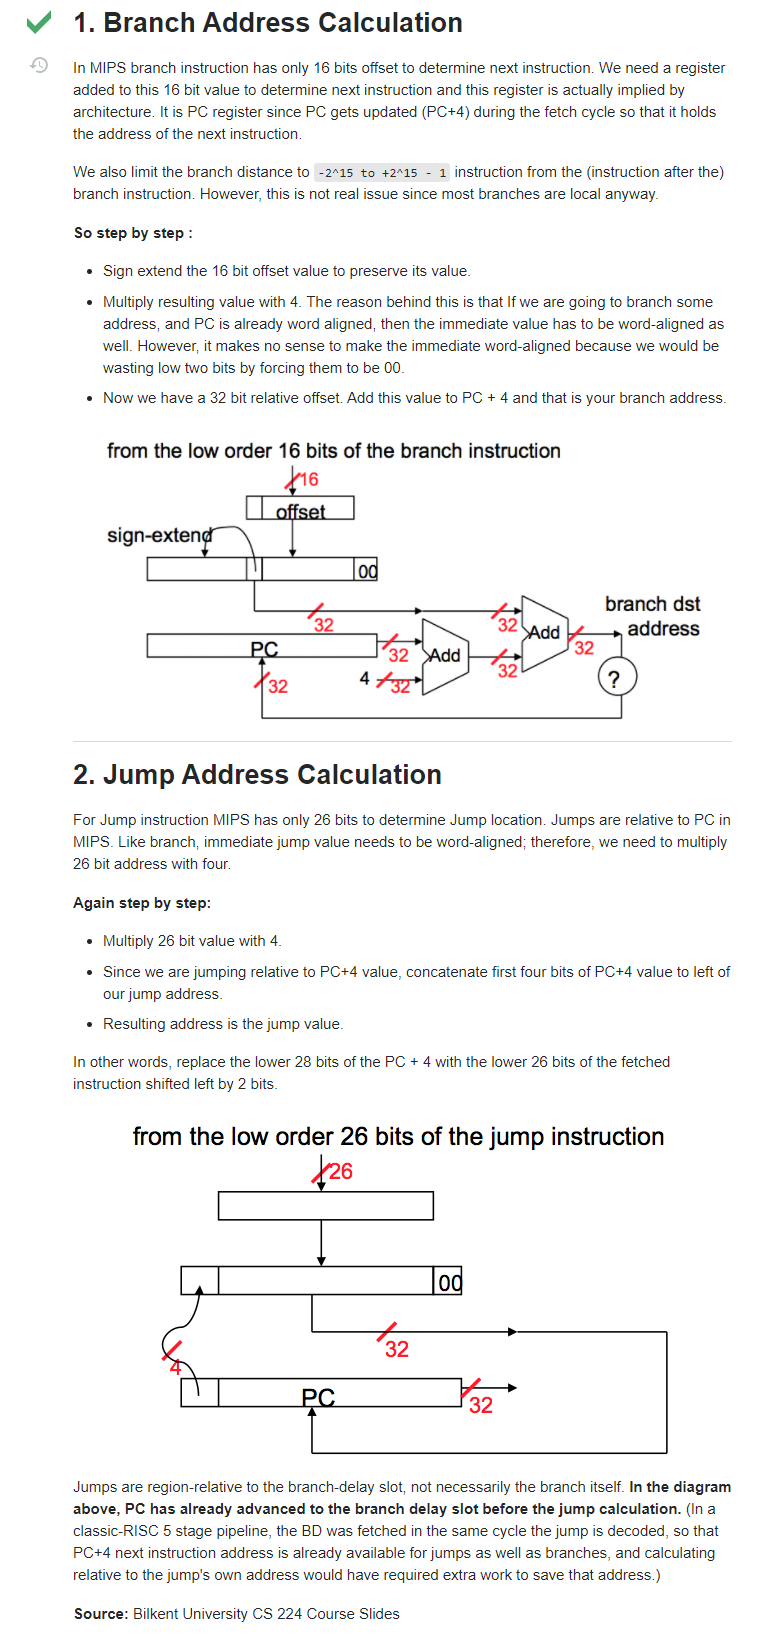 1. Branch Address Calculation
In MIPS branch instruction has only 16 bits offset to determine next instruction. We need a register
added to this 16 bit value to determine next instruction and this register is actually implied by
architecture. It is PC register since PC gets updated (PC+4) during the fetch cycle so that it holds
the address of the next instruction.
We also limit the branch distance to -2^15 to +2^15 - 1 instruction from the (instruction after the)
branch instruction. However, this is not real issue since most branches are local anyway.
So step by step :
• Sign extend the 16 bit offset value to preserve its value.
• Multiply resulting value with 4. The reason behind this is that If we are going to branch some
address, and PC is already word aligned, then the immediate value has to be word-aligned as
well. However, it makes no sense to make the immediate word-aligned because we would be
wasting low two bits by forcing them to be 00.
• Now we have a 32 bit relative offset. Add this value to PC + 4 and that is your branch address.
from the low order 16 bits of the branch instruction
16
offset
sign-extend
00
branch dst
address
32
32
Add
32
PC
32
Add
32
32
4
32
?
2. Jump Address Calculation
For Jump instruction MIPS has only 26 bits to determine Jump location. Jumps are relative to PC in
MIPS. Like branch, immediate jump value needs to be word-aligned; therefore, we need to multiply
26 bit address with four.
Again step by step:
• Multiply 26 bit value with 4.
• Since we are jumping relative to PC+4 value, concatenate first four bits of PC+4 value to left of
our jump address.
• Resulting address is the jump value.
In other words, replace the lower 28 bits of the PC + 4 with the lower 26 bits of the fetched
instruction shifted left by 2 bits.
from the low order 26 bits of the jump instruction
26
00
32
4
PC
32
Jumps are region-relative to the branch-delay slot, not necessarily the branch itself. In the diagram
above, PC has already advanced to the branch delay slot before the jump calculation. (In a
classic-RISC 5 stage pipeline, the BD was fetched in the same cycle the jump is decoded, so that
PC+4 next instruction address is already available for jumps as well as branches, and calculating
relative to the jump's own address would have required extra work to save that address.)
Source: Bilkent University CS 224 Course Slides